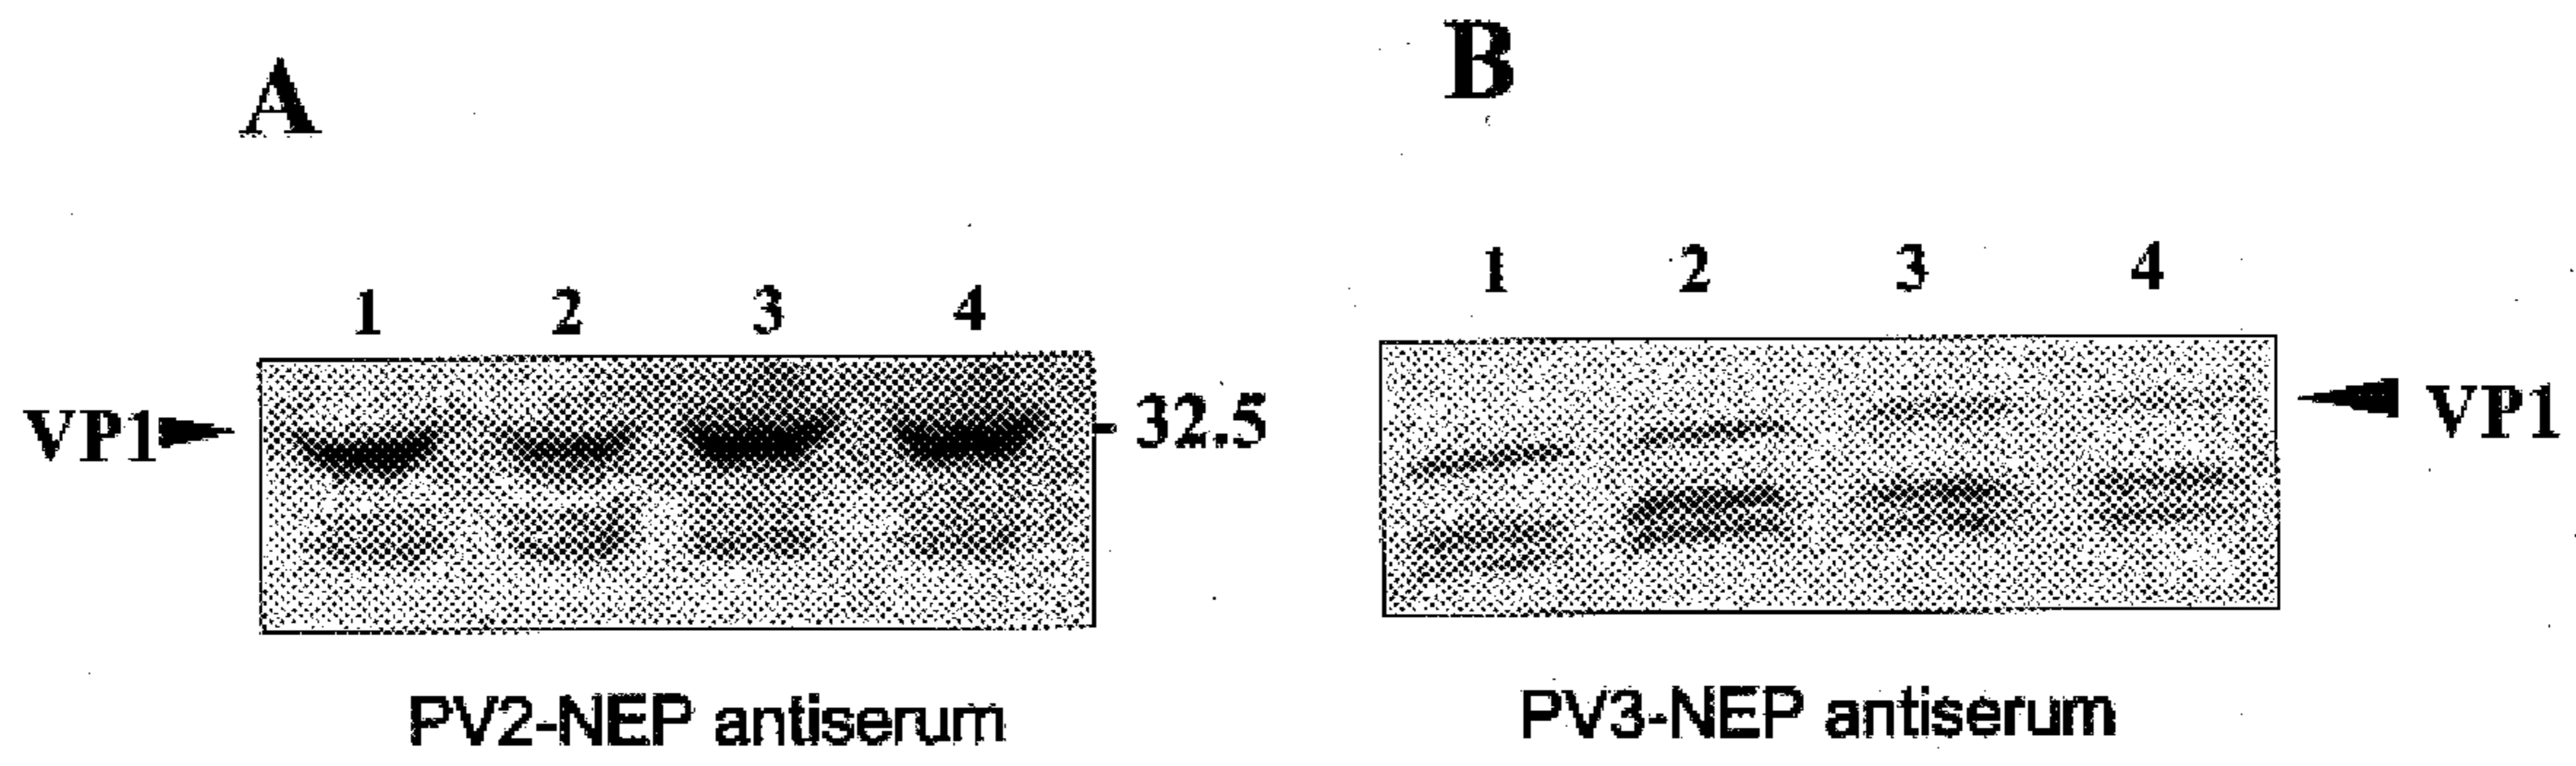 A
B
1 2 3 4
1 2 3 4
VP1
- 32.5
VP1
PV2-NEP antiserum
PV3-NEP antiserum